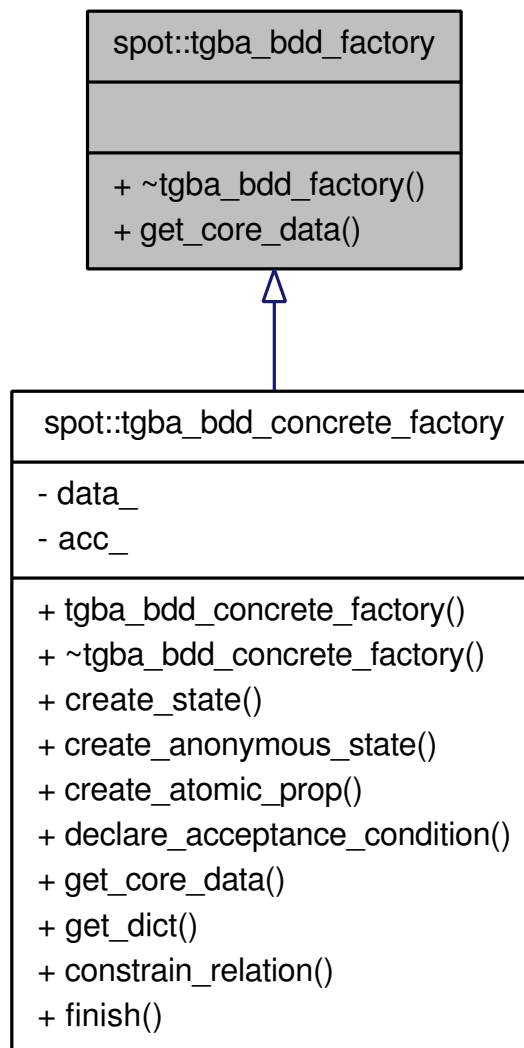 spot::tgba_bdd_factory
+ ~tgba_bdd_factory()
+ get_core_data()
spot::tgba_bdd_concrete_factory
- data_
- acc_
+ tgba_bdd_concrete_factory()
+ ~tgba_bdd_concrete_factory()
+ create_state()
+ create_anonymous_state()
+ create_atomic_prop()
+ declare_acceptance_condition()
+ get_core_data()
+ get_dict()
+ constrain_relation()
+ finish()